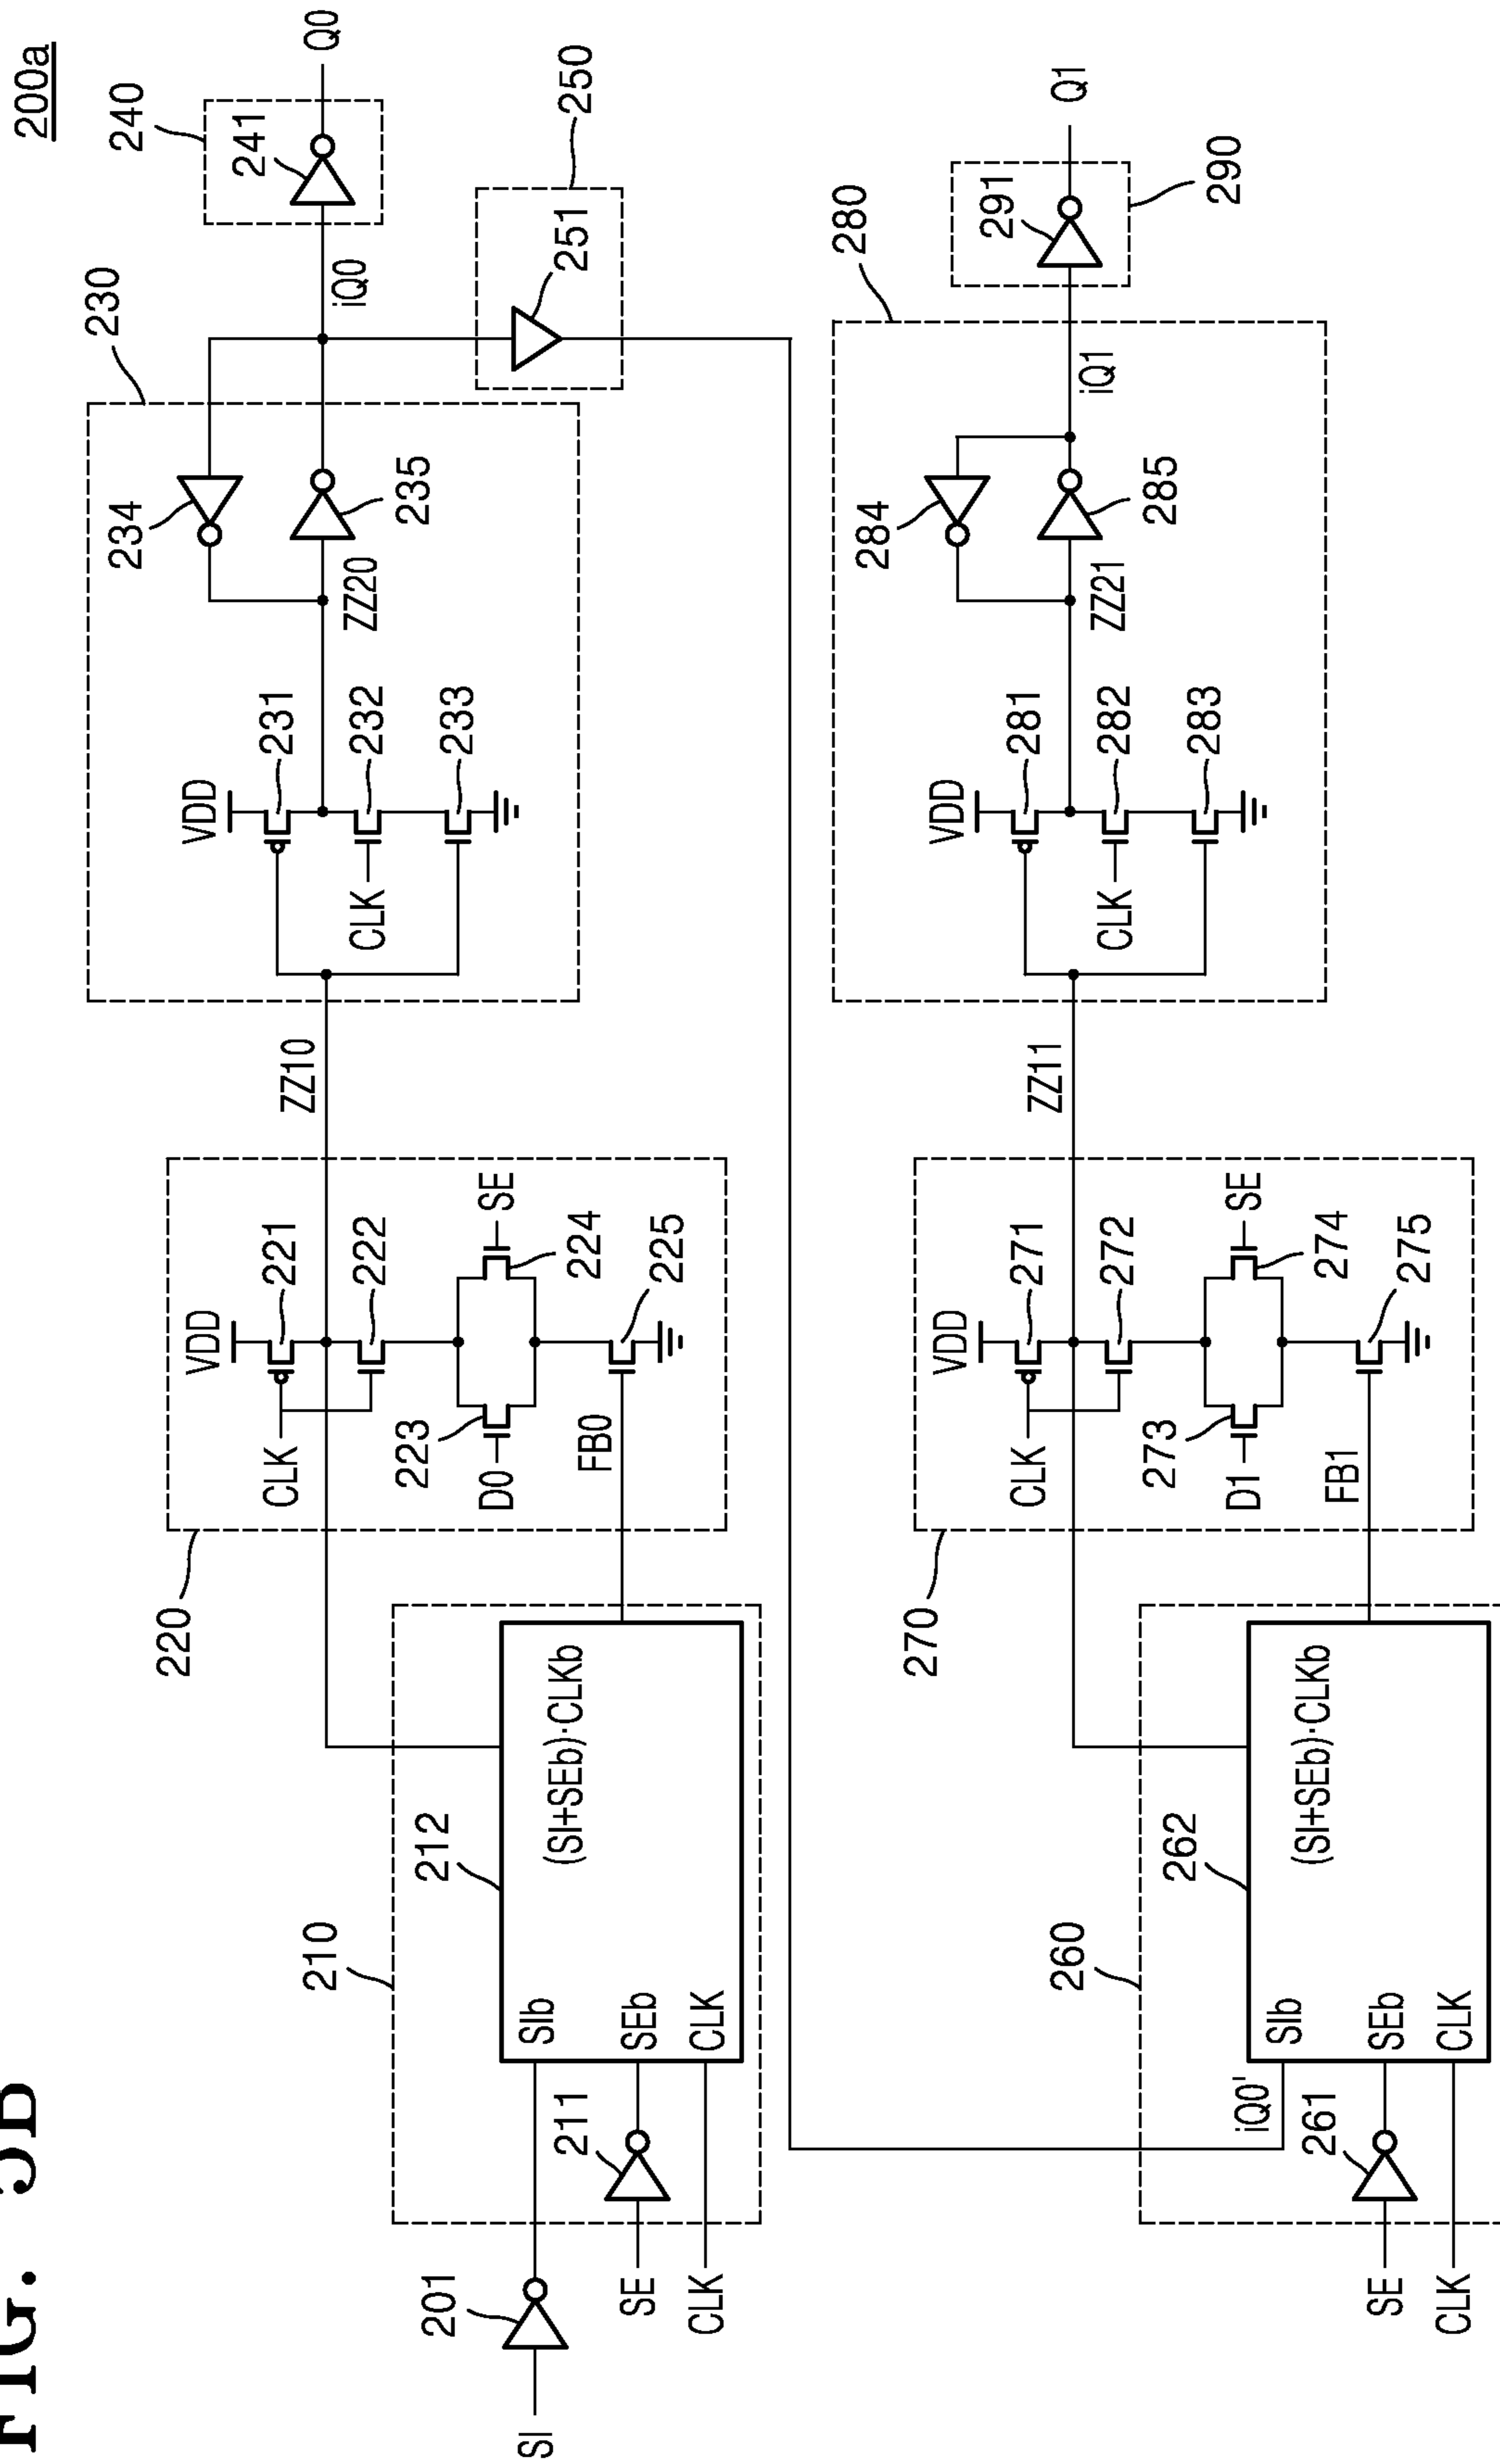 FIG. 5B
200a
240
241
Q0
230
234
235
ZZ20
iQ0
250
251
VDD
231
232
CLK
233
ZZ10
220
VDD
221
CLK
222
223
D0
224
SE
FB0
225
210
212
SIb
(SI+SEb)·CLKb
SEb
CLK
201
SI
211
SE
CLK
280
284
285
ZZ21
iQ1
290
291
Q1
VDD
281
282
CLK
283
ZZ11
270
VDD
271
CLK
272
273
D1
274
SE
FB1
275
260
262
iQ0'
SIb
(SI+SEb)·CLKb
SEb
CLK
261
SE
CLK